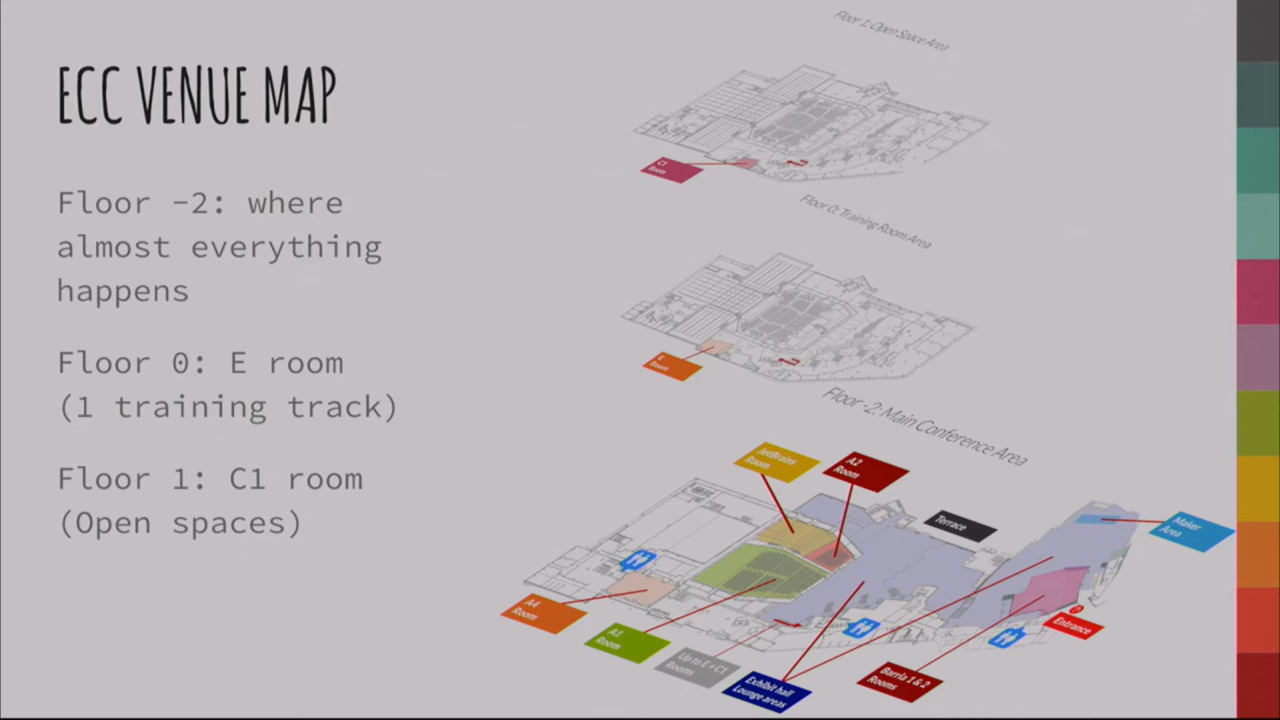 ECC VENUE MAP
Floor -2: where
almost everything
happens
Floor 0: E room
(1 training track)
Floor 1: C1 room
(Open spaces)
Floor 1: Open Space Area
C1
Room
Floor 0: Training Room Area
E
Room
Floor -2: Main Conference Area
JetBrains
Room
A2
Room
Terrace
Maker
Area
A4
Room
A1
Room
Up to E + C1
Rooms
Exhibit hall
Lounge areas
Barria 1 & 2
Rooms
Entrance